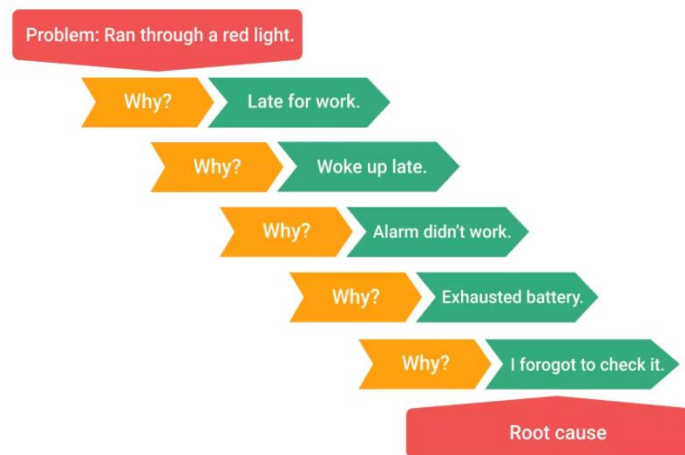 Problem: Ran through a red light.
Why? Late for work.
Why? Woke up late.
Why? Alarm didn't work.
Why? Exhausted battery.
Why? I forogot to check it.
Root cause